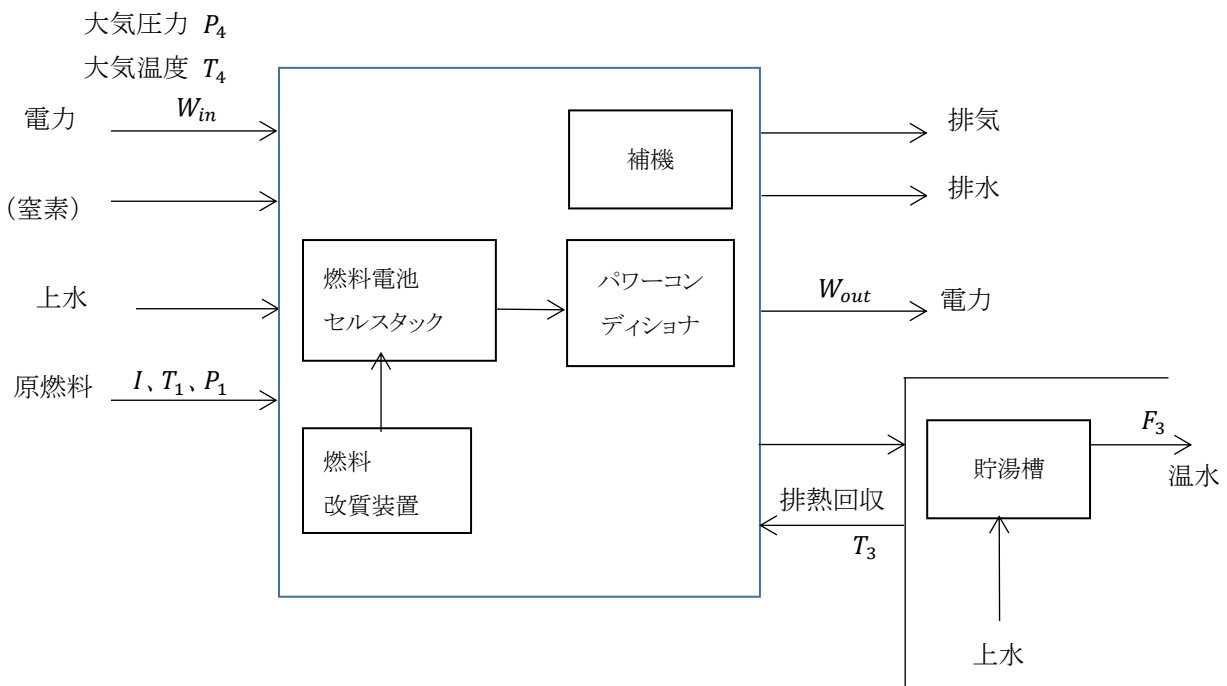 大気圧力 P₄
大気温度 T₄
電力
W_in
(窒素)
上水
原燃料
I、T₁、P₁
補機
燃料電池
セルスタック
パワーコン
ディショナ
燃料
改質装置
排気
排水
W_out
電力
貯湯槽
F₃
温水
排熱回収
T₃
上水